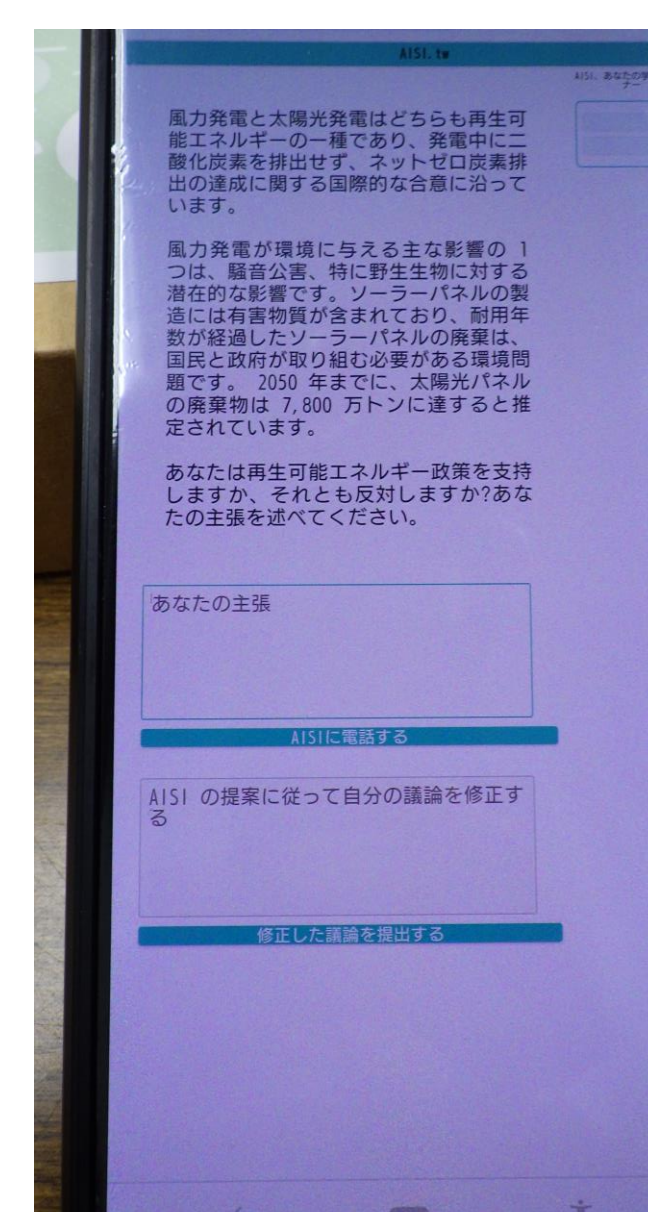 AISI.tw
風力発電と太陽光発電はどちらも再生可
能エネルギーの一種であり、発電中に二
酸化炭素を排出せず、ネットゼロ炭素排
出の達成に関する国際的な合意に沿って
います。
風力発電が環境に与える主な影響の 1
つは、騒音公害、特に野生生物に対する
潜在的な影響です。ソーラーパネルの製
造には有害物質が含まれており、耐用年
数が経過したソーラーパネルの廃棄は、
国民と政府が取り組む必要がある環境問
題です。 2050 年までに、太陽光パネル
の廃棄物は 7,800 万トンに達すると推
定されています。
あなたは再生可能エネルギー政策を支持
しますか、それとも反対しますか?あな
たの主張を述べてください。
あなたの主張
AISIに電話する
AISI の提案に従って自分の議論を修正す
る
修正した議論を提出する
AISI、あなたの
ナー